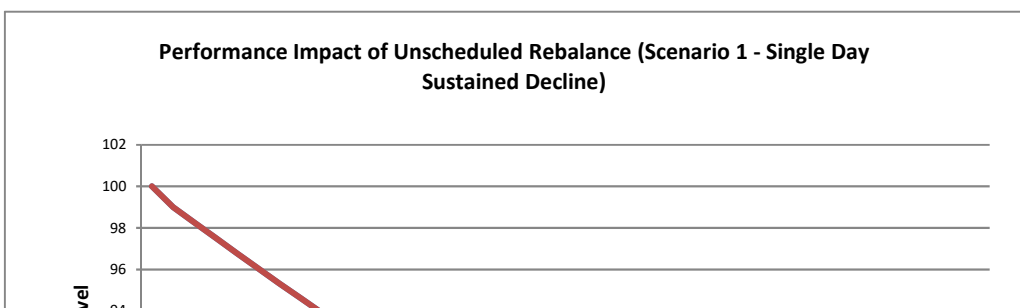 Performance Impact of Unscheduled Rebalance (Scenario 1 - Single Day
Sustained Decline)
102
100
98
96